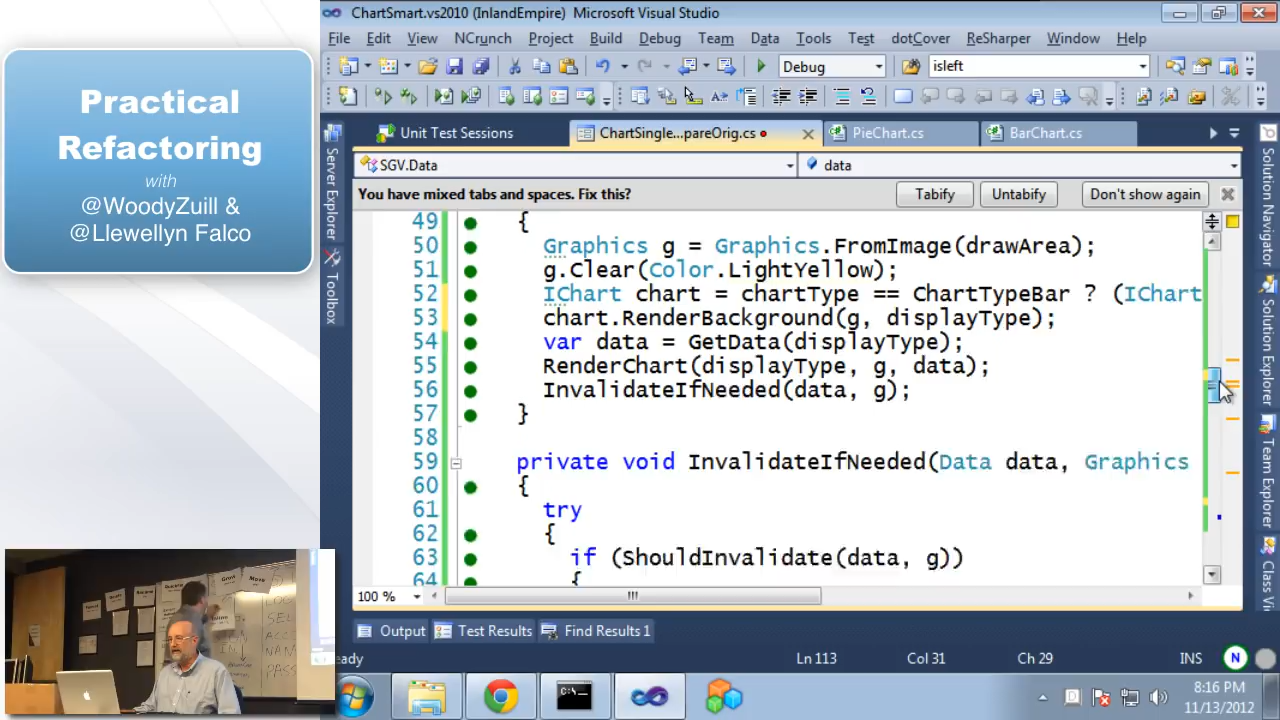 Practical
Refactoring
with
@WoodyZuill &
@Llewellyn Falco
ChartSmart.vs2010 (InlandEmpire) - Microsoft Visual Studio
File Edit View NCrunch Project Build Debug Team Data Tools Test dotCover ReSharper Window Help
Debug
isleft
Unit Test Sessions
ChartSingle...pareOrig.cs
PieChart.cs
BarChart.cs
SGV.Data
data
You have mixed tabs and spaces. Fix this?
Tabify
Untabify
Don't show again
49 {
50 Graphics g = Graphics.FromImage(drawArea);
51 g.Clear(Color.LightYellow);
52 IChart chart = chartType == ChartTypeBar ? (IChart
53 chart.RenderBackground(g, displayType);
54 var data = GetData(displayType);
55 RenderChart(displayType, g, data);
56 InvalidateIfNeeded(data, g);
57 }
58
59 private void InvalidateIfNeeded(Data data, Graphics
60 {
61 try
62 {
63 if (ShouldInvalidate(data, g))
64 {
100 %
Server Explorer
Toolbox
Solution Navigator
Solution Explorer
Team Explorer
Class View
Output
Test Results
Find Results 1
eady
Ln 113
Col 31
Ch 29
INS
N
8:16 PM
11/13/2012
Move